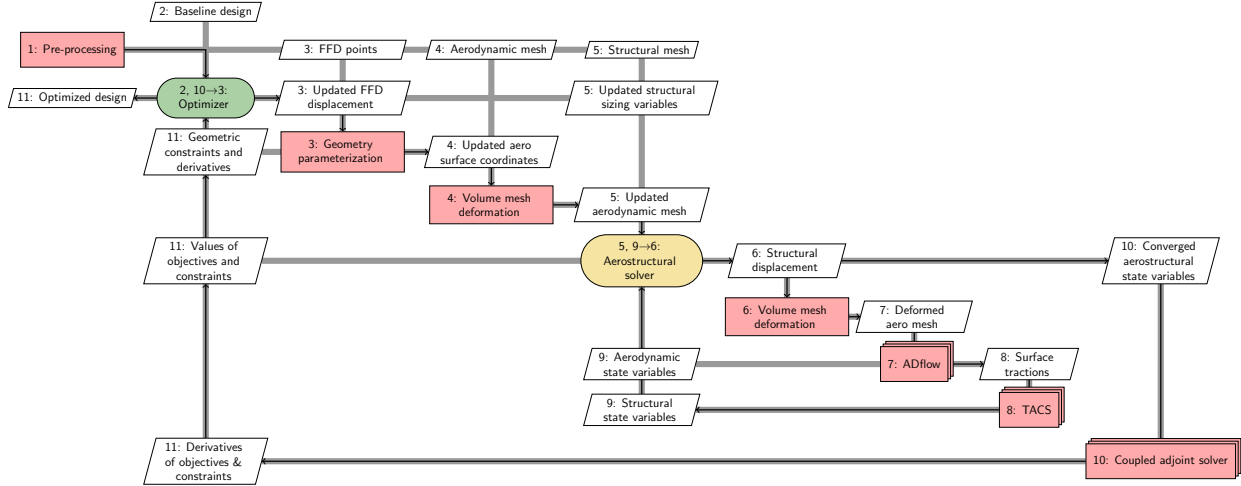 2: Baseline design
1: Pre-processing
3: FFD points
4: Aerodynamic mesh
5: Structural mesh
11: Optimized design
2, 10→3:
Optimizer
3: Updated FFD
displacement
5: Updated structural
sizing variables
11: Geometric
constraints and
derivatives
3: Geometry
parameterization
4: Updated aero
surface coordinates
4: Volume mesh
deformation
5: Updated
aerodynamic mesh
11: Values of
objectives and
constraints
5, 9→6:
Aerostructural
solver
6: Structural
displacement
10: Converged
aerostructural
state variables
6: Volume mesh
deformation
7: Deformed
aero mesh
9: Aerodynamic
state variables
7: ADflow
8: Surface
tractions
9: Structural
state variables
8: TACS
11: Derivatives
of objectives &
constraints
10: Coupled adjoint solver